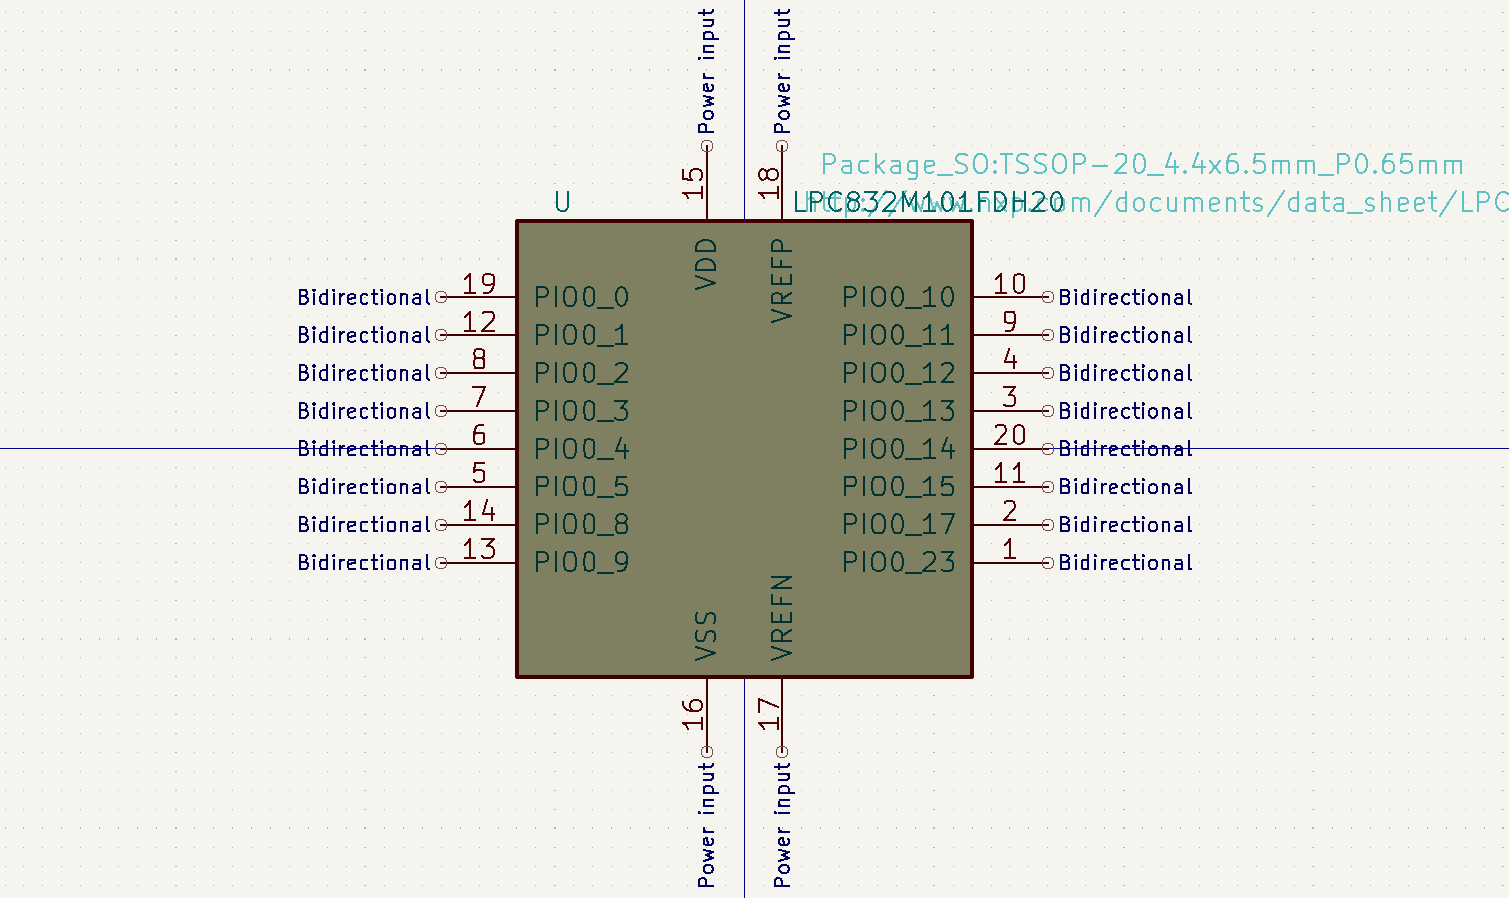 Power input
Power input
15
18
Package_SO:TSSOP-20_4.4x6.5mm_P0.65mm
U
LPC832M101FDH20
http://www.nxp.com/documents/data_sheet/LPC
VDD
VREFP
Bidirectional 19 PIO0_0 PIO0_10 10 Bidirectional
Bidirectional 12 PIO0_1 PIO0_11 9 Bidirectional
Bidirectional 8 PIO0_2 PIO0_12 4 Bidirectional
Bidirectional 7 PIO0_3 PIO0_13 3 Bidirectional
Bidirectional 6 PIO0_4 PIO0_14 20 Bidirectional
Bidirectional 5 PIO0_5 PIO0_15 11 Bidirectional
Bidirectional 14 PIO0_8 PIO0_17 2 Bidirectional
Bidirectional 13 PIO0_9 PIO0_23 1 Bidirectional
VSS
VREFN
16
17
Power input
Power input